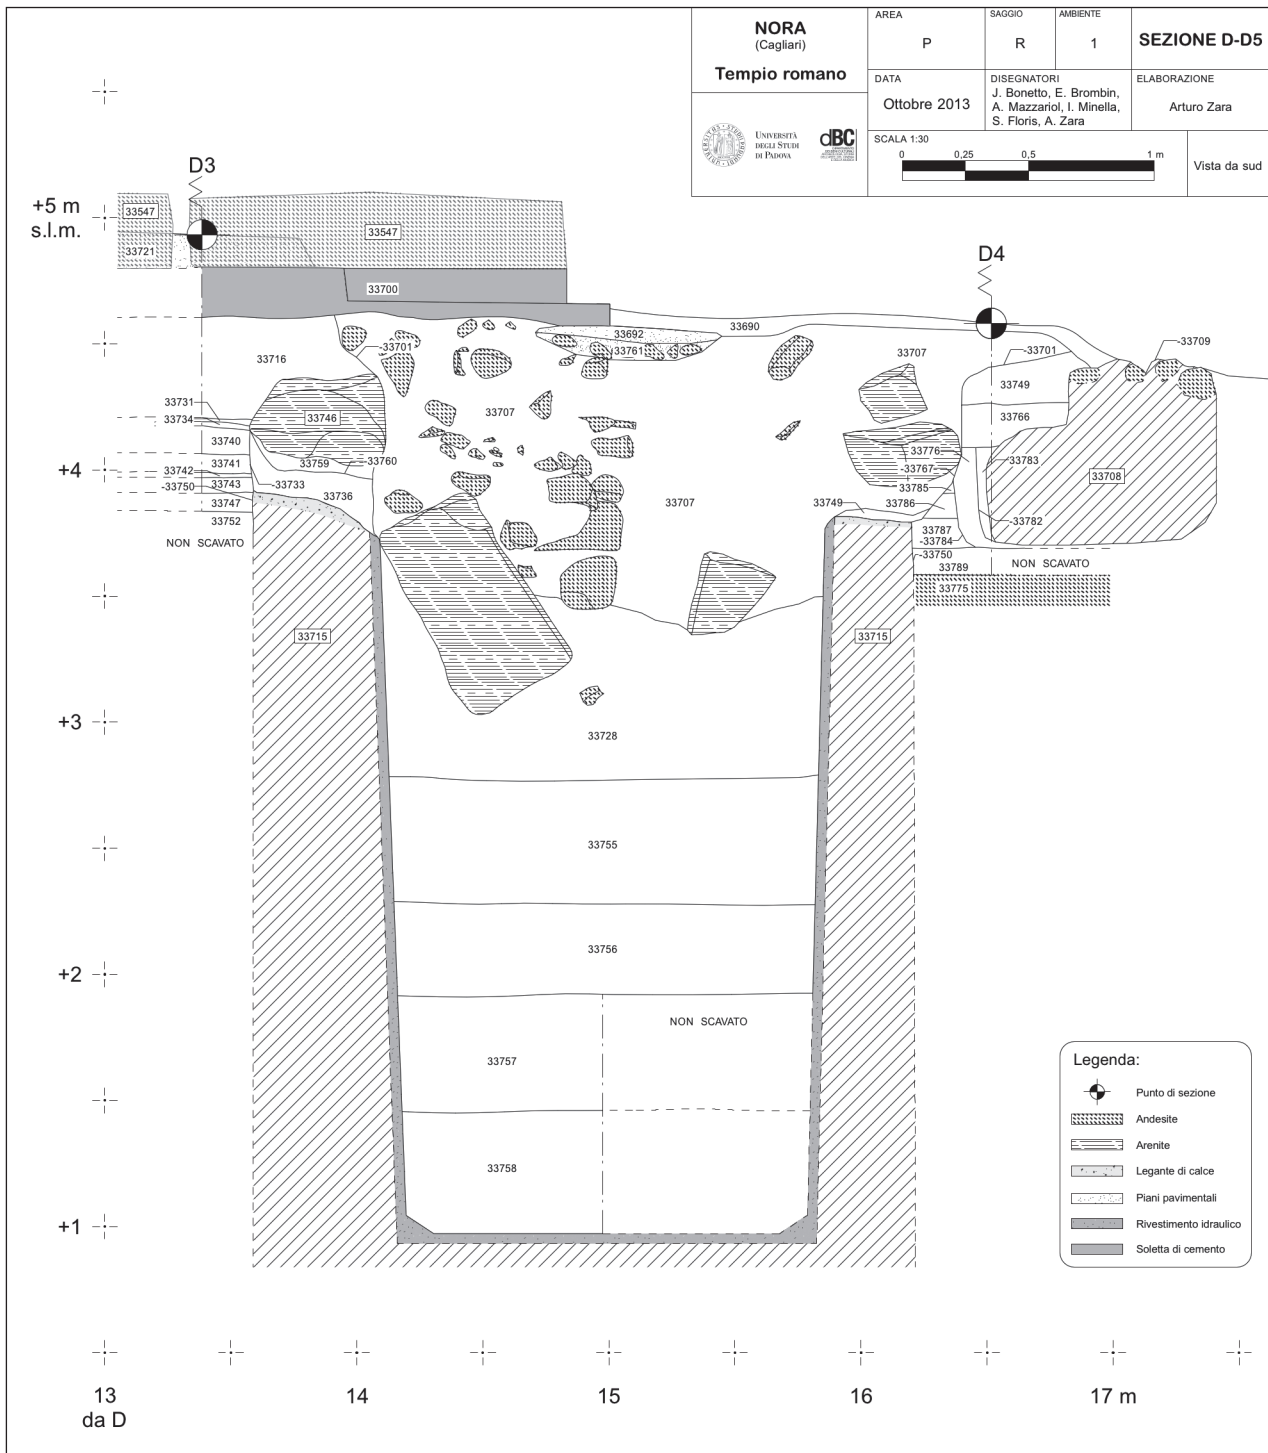 NORA
(Cagliari)
Tempio romano
AREA
P
SAGGIO
R
AMBIENTE
1
SEZIONE D-D5
DATA
Ottobre 2013
DISEGNATORI
J. Bonetto, E. Brombin,
A. Mazzariol, I. Minella,
S. Floris, A. Zara
ELABORAZIONE
Arturo Zara
UNIVERSITÀ
DEGLI STUDI
DI PADOVA
dBC
SCALA 1:30
0 0,25 0,5 1 m
Vista da sud
D3
+5 m
s.l.m.
33547
33547
33721
D4
33700
33690
33692
33761
-33701
33716
33707
-33701
-33709
33749
33731
33734
33746
33707
33766
33740
33741
33742
33743
-33750
33747
33752
33759
-33760
-33733
33736
+4
33776
-33767
33785
33786
-33783
33708
33707
33749
-33782
33787
-33784
-33750
33789
NON SCAVATO
NON SCAVATO
33775
33715
33715
+3
33728
33755
33756
+2
NON SCAVATO
33757
33758
+1
Legenda:
Punto di sezione
Andesite
Arenite
Legante di calce
Piani pavimentali
Rivestimento idraulico
Soletta di cemento
13 14 15 16 17 m
da D